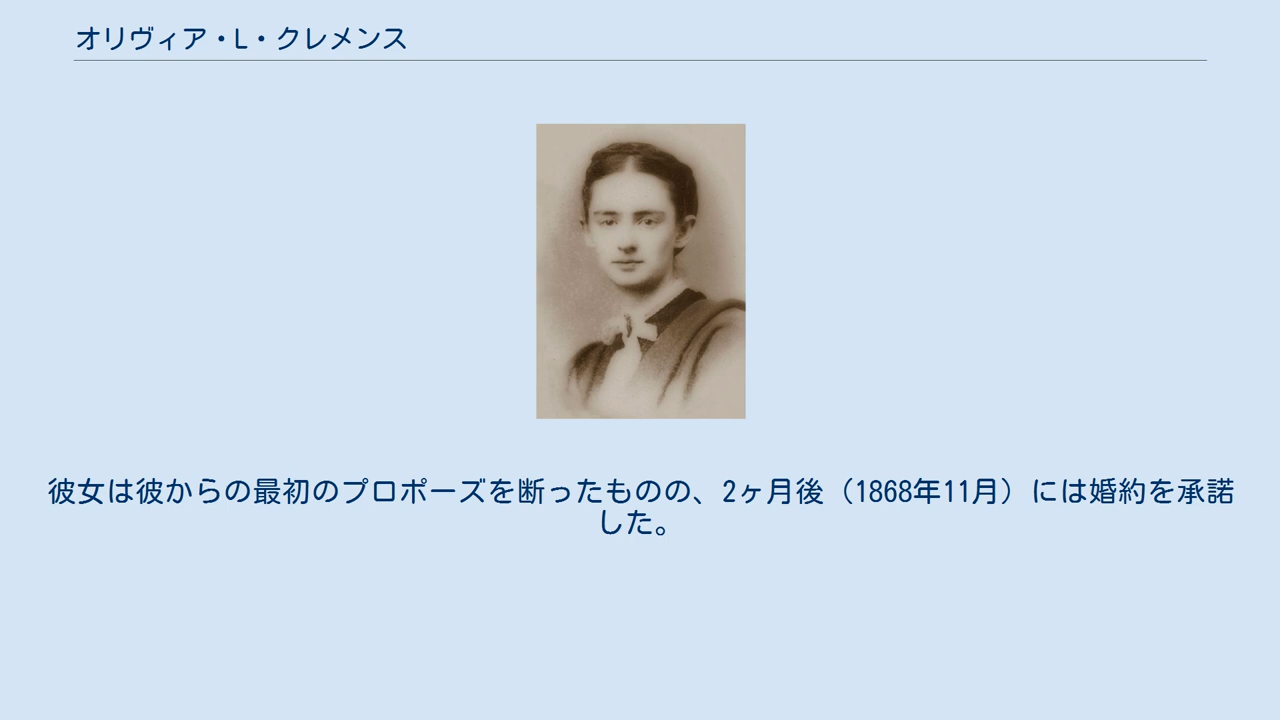 オリヴィア・L・クレメンス
彼女は彼からの最初のプロポーズを断ったものの、2ヶ月後（1868年11月）には婚約を承諾
した。